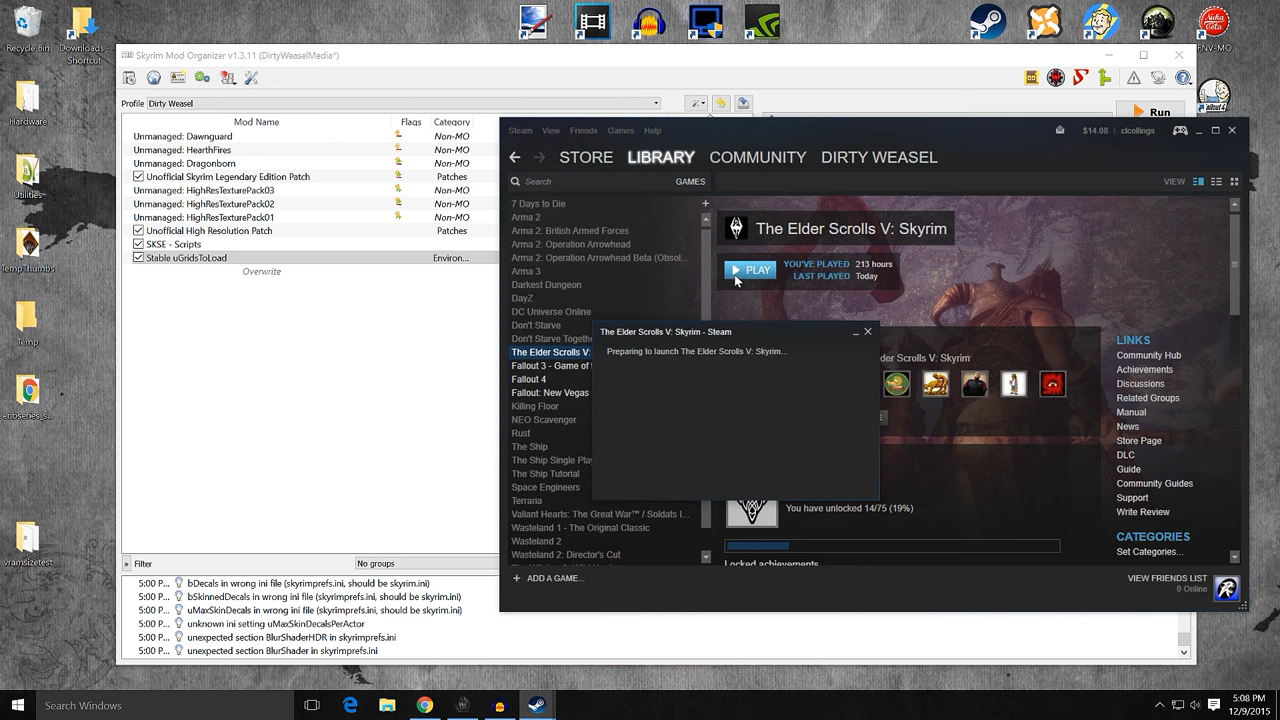 Recycle Bin
Downloads -
Shortcut
Hardware
Utilities
TempThumbs
Temp
enbseries_s...
vramsizetest
FNV-MO
Skyrim Mod Organizer v1.3.11 (DirtyWeaselMedia*)
Profile Dirty Weasel
Run
Mod Name Flags Category
Unmanaged: Dawnguard Non-MO
Unmanaged: HearthFires Non-MO
Unmanaged: Dragonborn Non-MO
Unofficial Skyrim Legendary Edition Patch Patches
Unmanaged: HighResTexturePack03 Non-MO
Unmanaged: HighResTexturePack02 Non-MO
Unmanaged: HighResTexturePack01 Non-MO
Unofficial High Resolution Patch Patches
SKSE - Scripts
Stable uGridsToLoad Environ...
Overwrite
» Filter No groups
5:00 P... bDecals in wrong ini file (skyrimprefs.ini, should be skyrim.ini)
5:00 P... bSkinnedDecals in wrong ini file (skyrimprefs.ini, should be skyrim.ini)
5:00 P... uMaxSkinDecals in wrong ini file (skyrimprefs.ini, should be skyrim.ini)
5:00 P... unknown ini setting uMaxSkinDecalsPerActor
5:00 P... unexpected section BlurShaderHDR in skyrimprefs.ini
5:00 P... unexpected section BlurShader in skyrimprefs.ini
Steam View Friends Games Help
$14.08 clcollings
STORE LIBRARY COMMUNITY DIRTY WEASEL
Search GAMES
VIEW
7 Days to Die
Arma 2
Arma 2: British Armed Forces
Arma 2: Operation Arrowhead
Arma 2: Operation Arrowhead Beta (Obsol...
Arma 3
Darkest Dungeon
DayZ
DC Universe Online
Don't Starve
Don't Starve Togethe
The Elder Scrolls V:
Fallout 3 - Game of
Fallout 4
Fallout: New Vegas
Killing Floor
NEO Scavenger
Rust
The Ship
The Ship Single Pla
The Ship Tutorial
Space Engineers
Terraria
Valiant Hearts: The Great War™ / Soldats I...
Wasteland 1 - The Original Classic
Wasteland 2
Wasteland 2: Director's Cut
+ ADD A GAME...
The Elder Scrolls V: Skyrim
PLAY
YOU'VE PLAYED 213 hours
LAST PLAYED Today
The Elder Scrolls V: Skyrim - Steam
Preparing to launch The Elder Scrolls V: Skyrim...
lder Scrolls V: Skyrim
You have unlocked 14/75 (19%)
Locked achievements
LINKS
Community Hub
Achievements
Discussions
Related Groups
Manual
News
Store Page
DLC
Guide
Community Guides
Support
Write Review
CATEGORIES
Set Categories...
VIEW FRIENDS LIST
0 Online
Search Windows
5:08 PM
12/9/2015